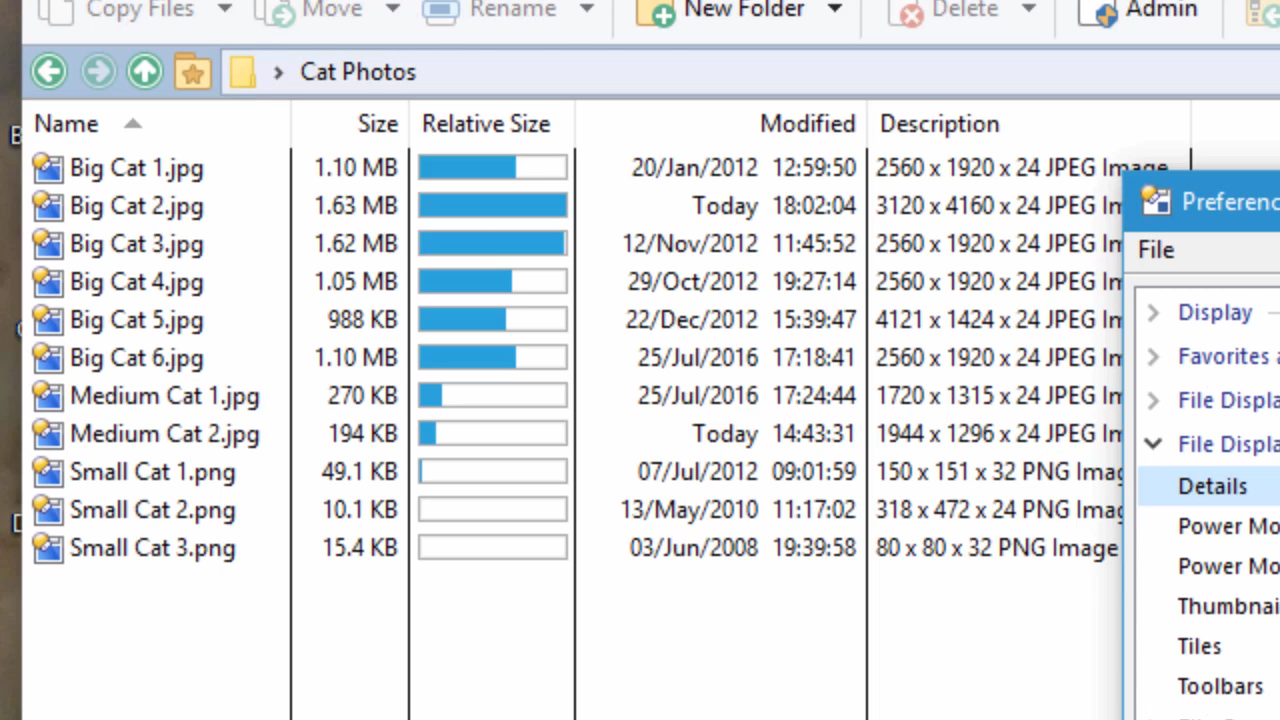 Copy Files Move Rename New Folder Delete Admin
Cat Photos
Name Size Relative Size Modified Description
Big Cat 1.jpg 1.10 MB 20/Jan/2012 12:59:50 2560 x 1920 x 24 JPEG Image
Big Cat 2.jpg 1.63 MB Today 18:02:04 3120 x 4160 x 24 JPEG Im
Big Cat 3.jpg 1.62 MB 12/Nov/2012 11:45:52 2560 x 1920 x 24 JPEG Im
Big Cat 4.jpg 1.05 MB 29/Oct/2012 19:27:14 2560 x 1920 x 24 JPEG Im
Big Cat 5.jpg 988 KB 22/Dec/2012 15:39:47 4121 x 1424 x 24 JPEG Im
Big Cat 6.jpg 1.10 MB 25/Jul/2016 17:18:41 2560 x 1920 x 24 JPEG Im
Medium Cat 1.jpg 270 KB 25/Jul/2016 17:24:44 1720 x 1315 x 24 JPEG Im
Medium Cat 2.jpg 194 KB Today 14:43:31 1944 x 1296 x 24 JPEG Im
Small Cat 1.png 49.1 KB 07/Jul/2012 09:01:59 150 x 151 x 32 PNG Imag
Small Cat 2.png 10.1 KB 13/May/2010 11:17:02 318 x 472 x 24 PNG Imag
Small Cat 3.png 15.4 KB 03/Jun/2008 19:39:58 80 x 80 x 32 PNG Image
Preferenc
File
Display
Favorites a
File Displa
File Displa
Details
Power Mo
Power Mo
Thumbnai
Tiles
Toolbars